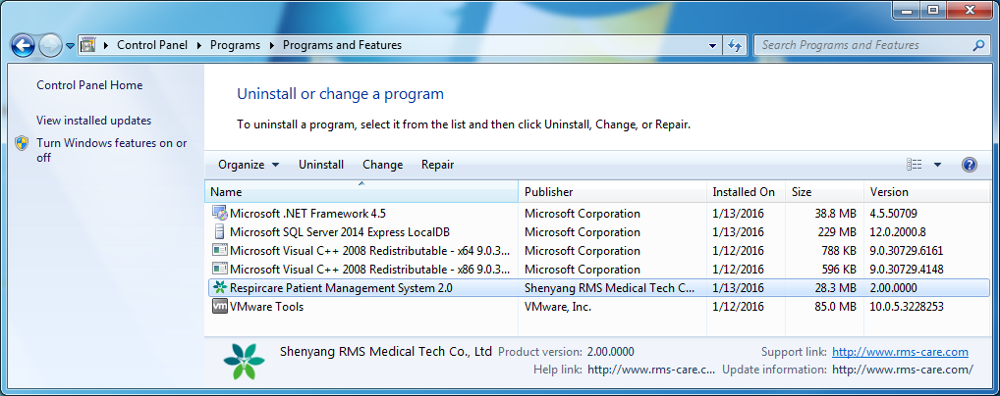 Control Panel Programs Programs and Features Search Programs and Features
Control Panel Home
View installed updates
Turn Windows features on or
off
Uninstall or change a program
To uninstall a program, select it from the list and then click Uninstall, Change, or Repair.
Organize Uninstall Change Repair
Name Publisher Installed On Size Version
Microsoft .NET Framework 4.5 Microsoft Corporation 1/13/2016 38.8 MB 4.5.50709
Microsoft SQL Server 2014 Express LocalDB Microsoft Corporation 1/13/2016 229 MB 12.0.2000.8
Microsoft Visual C++ 2008 Redistributable - x64 9.0.3... Microsoft Corporation 1/12/2016 788 KB 9.0.30729.6161
Microsoft Visual C++ 2008 Redistributable - x86 9.0.3... Microsoft Corporation 1/12/2016 596 KB 9.0.30729.4148
Respircare Patient Management System 2.0 Shenyang RMS Medical Tech C... 1/13/2016 28.3 MB 2.00.0000
vm VMware Tools VMware, Inc. 1/12/2016 85.0 MB 10.0.5.3228253
Shenyang RMS Medical Tech Co., Ltd Product version: 2.00.0000 Support link: http://www.rms-care.com
Help link: http://www.rms-care.c... Update information: http://www.rms-care.com/